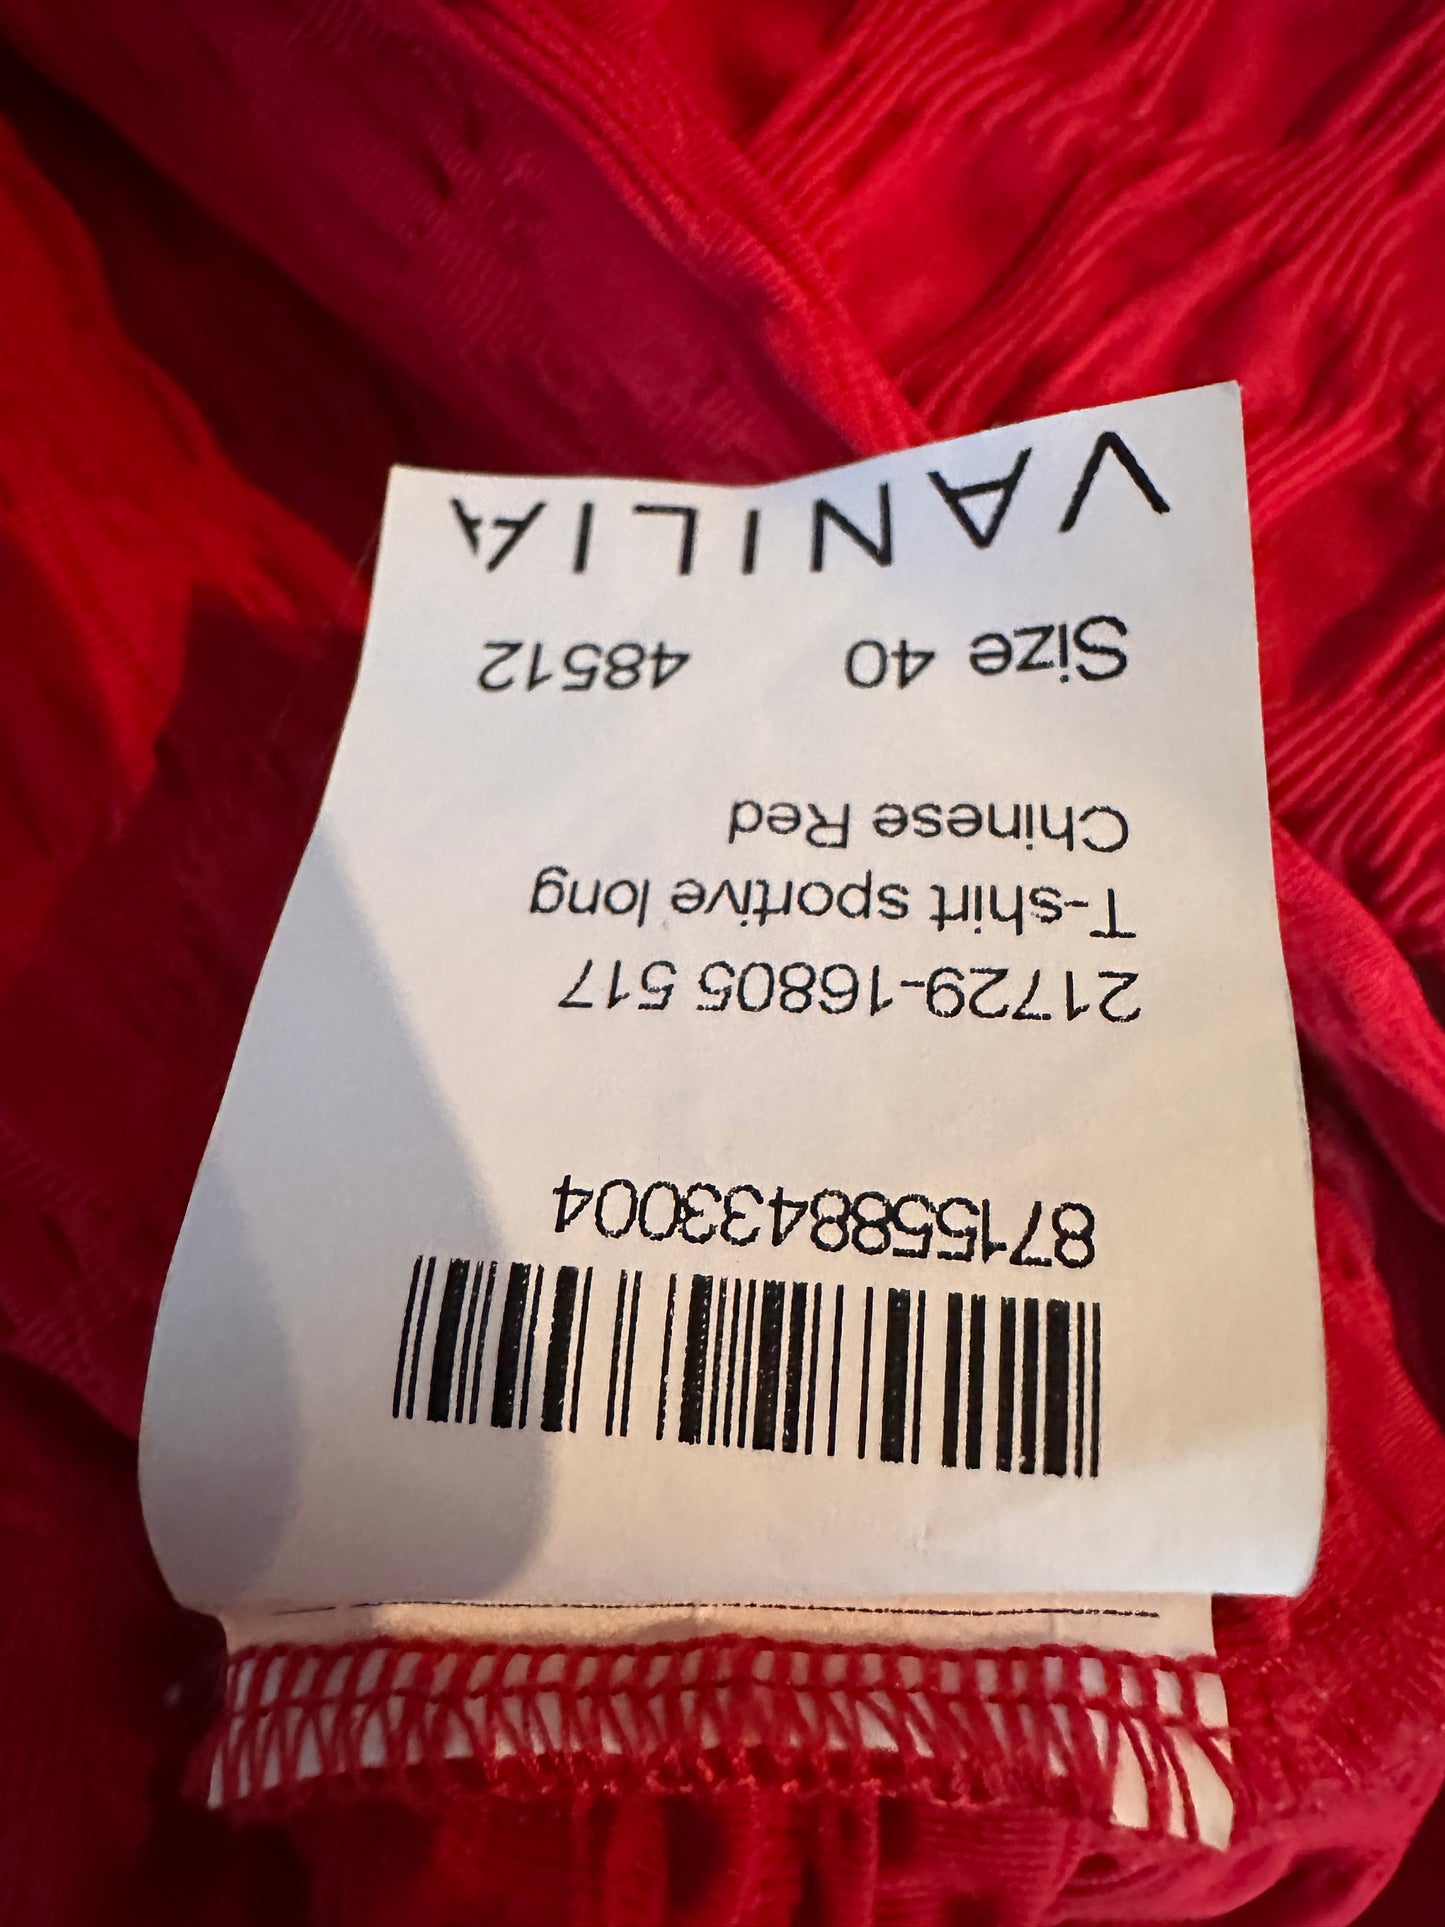 VANILIA
Size 40 48512
Chinese Red
T-shirt sportive long
21729-16805 517
8715588433004